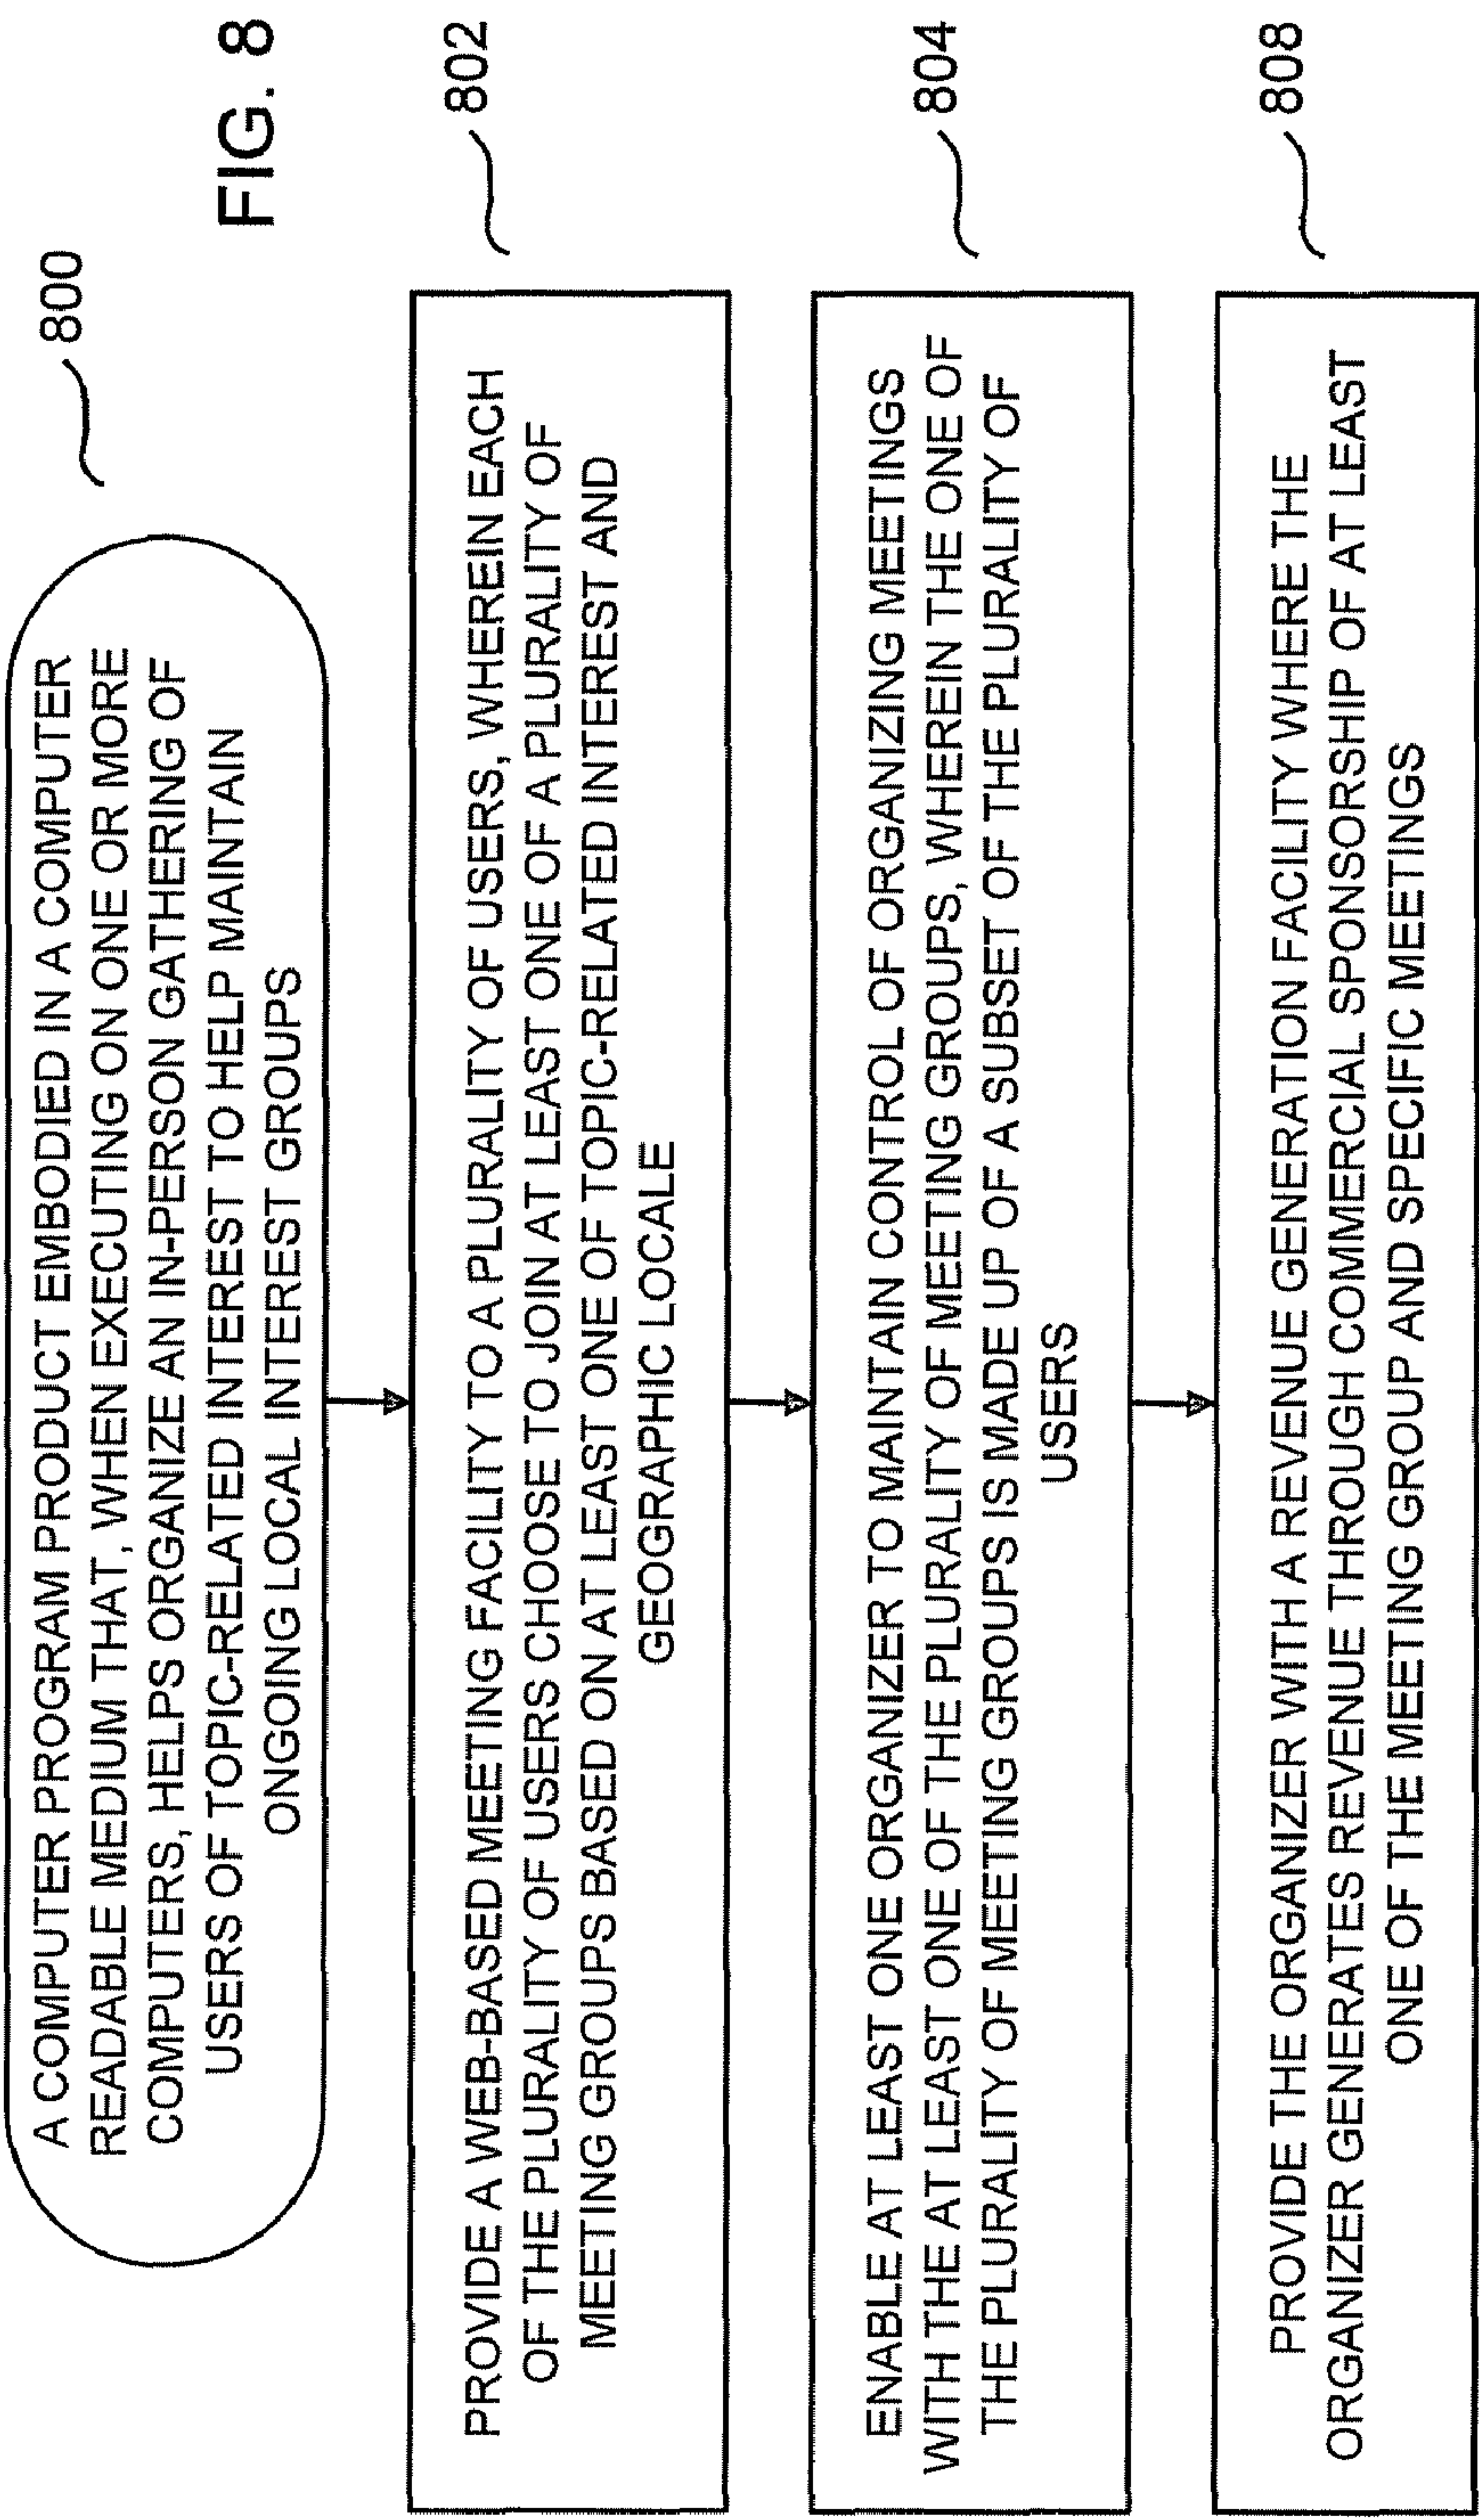 FIG. 8
800
A COMPUTER PROGRAM PRODUCT EMBODIED IN A COMPUTER
READABLE MEDIUM THAT, WHEN EXECUTING ON ONE OR MORE
COMPUTERS, HELPS ORGANIZE AN IN-PERSON GATHERING OF
USERS OF TOPIC-RELATED INTEREST TO HELP MAINTAIN
ONGOING LOCAL INTEREST GROUPS
802
PROVIDE A WEB-BASED MEETING FACILITY TO A PLURALITY OF USERS, WHEREIN EACH
OF THE PLURALITY OF USERS CHOOSE TO JOIN AT LEAST ONE OF A PLURALITY OF
MEETING GROUPS BASED ON AT LEAST ONE OF TOPIC-RELATED INTEREST AND
GEOGRAPHIC LOCALE
804
ENABLE AT LEAST ONE ORGANIZER TO MAINTAIN CONTROL OF ORGANIZING MEETINGS
WITH THE AT LEAST ONE OF THE PLURALITY OF MEETING GROUPS, WHEREIN THE ONE OF
THE PLURALITY OF MEETING GROUPS IS MADE UP OF A SUBSET OF THE PLURALITY OF
USERS
808
PROVIDE THE ORGANIZER WITH A REVENUE GENERATION FACILITY WHERE THE
ORGANIZER GENERATES REVENUE THROUGH COMMERCIAL SPONSORSHIP OF AT LEAST
ONE OF THE MEETING GROUP AND SPECIFIC MEETINGS